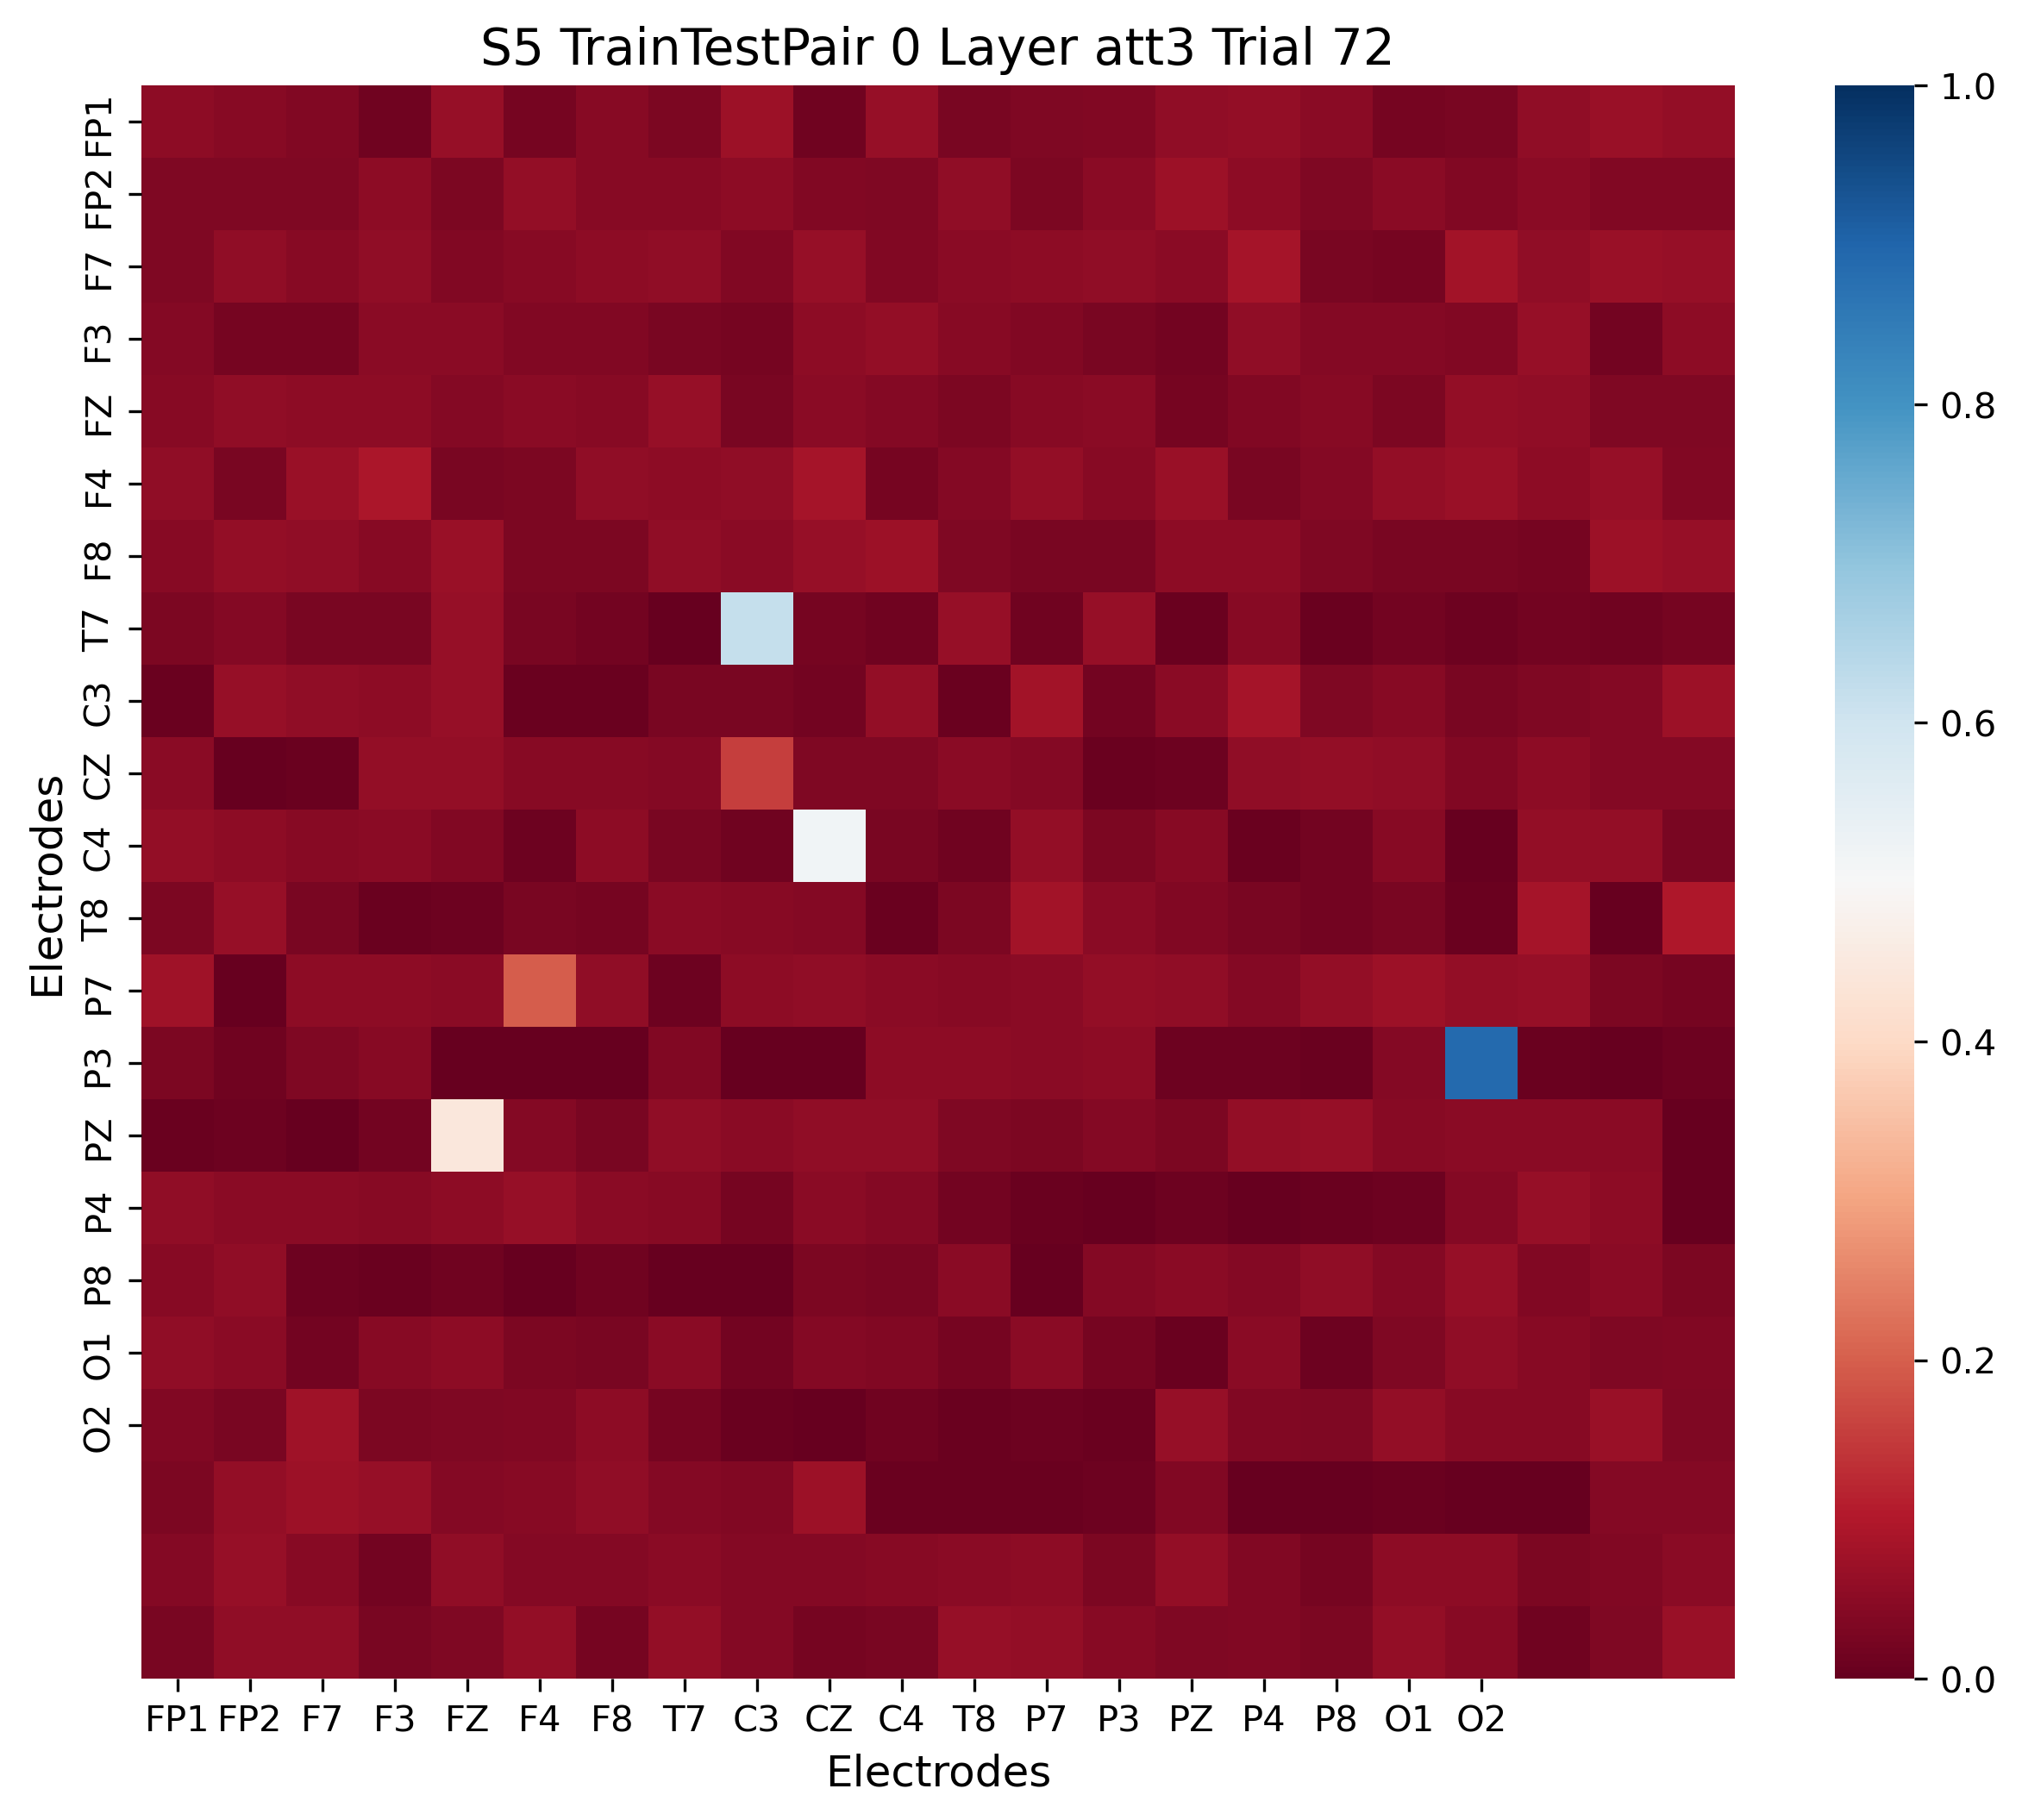 S5 TrainTestPair 0 Layer att3 Trial 72
Electrodes
FP1
FP2
F7
F3
FZ
F4
F8
T7
C3
CZ
C4
T8
P7
P3
PZ
P4
P8
O1
O2
FP1 FP2 F7 F3 FZ F4 F8 T7 C3 CZ C4 T8 P7 P3 PZ P4 P8 O1 O2
Electrodes
1.0
0.8
0.6
0.4
0.2
0.0